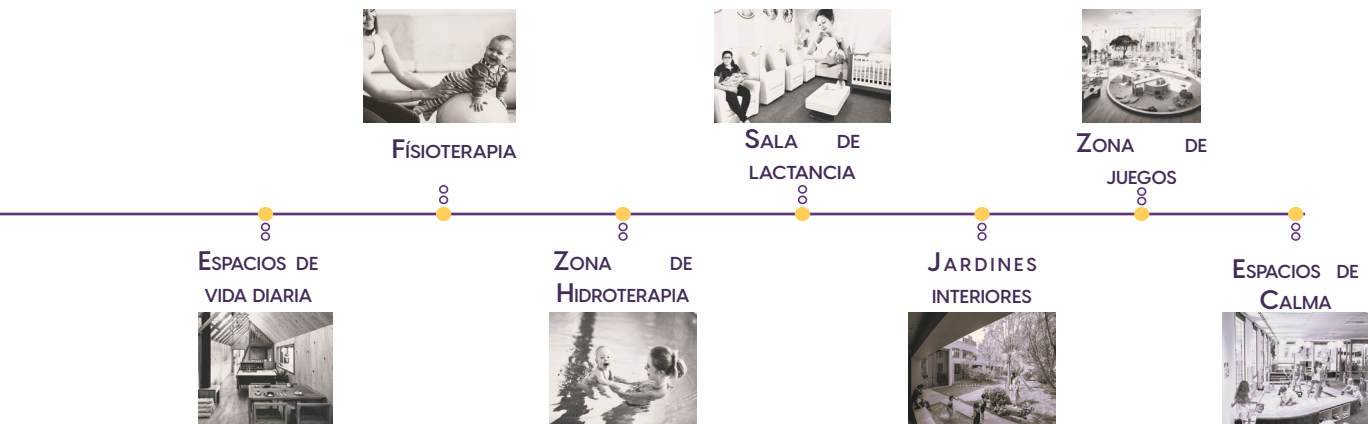 Físioterapia
Sala de
lactancia
Zona de
juegos
Espacios de
vida diaria
Zona de
Hidroterapia
Jardines
interiores
Espacios de
Calma